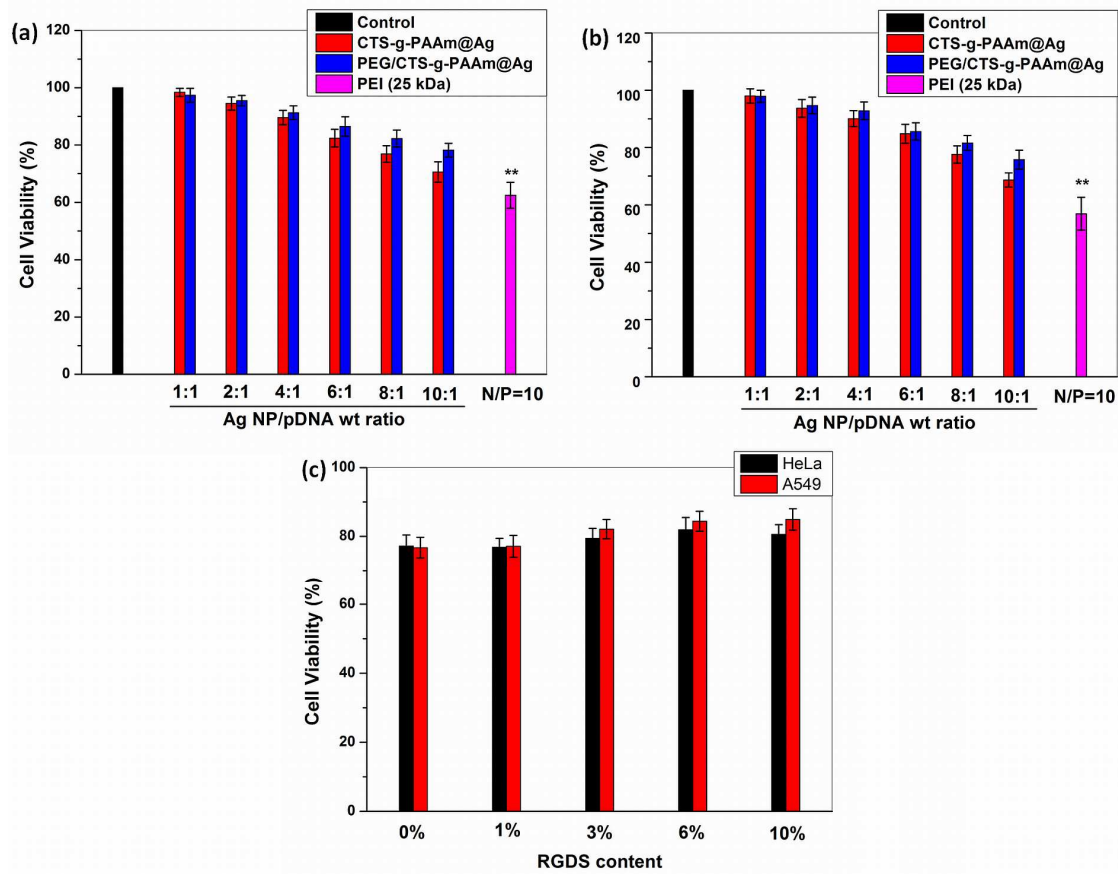 (a)
Control
CTS-g-PAAm@Ag
PEG/CTS-g-PAAm@Ag
PEI (25 kDa)
120
100
80
60
40
20
0
Cell Viability (%)
**
1:1 2:1 4:1 6:1 8:1 10:1 N/P=10
Ag NP/pDNA wt ratio
(b)
Control
CTS-g-PAAm@Ag
PEG/CTS-g-PAAm@Ag
PEI (25 kDa)
120
100
80
60
40
20
0
Cell Viability (%)
**
1:1 2:1 4:1 6:1 8:1 10:1 N/P=10
Ag NP/pDNA wt ratio
(c)
HeLa
A549
100
80
60
40
20
0
Cell Viability (%)
0% 1% 3% 6% 10%
RGDS content